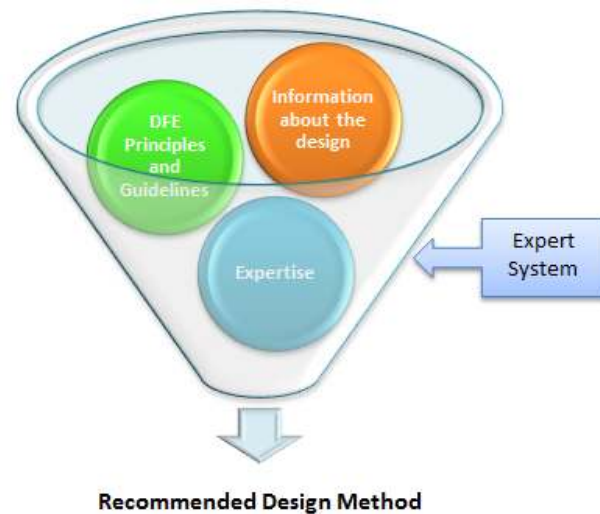 Information
about the
design
DFE
Principles
and
Guidelines
Expertise
Expert
System
Recommended Design Method